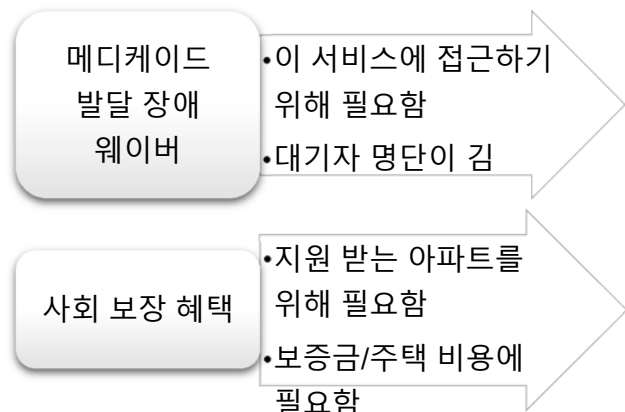 메디케이드
발달 장애
웨이버
•이 서비스에 접근하기
위해 필요함
•대기자 명단이 김
사회 보장 혜택
•지원 받는 아파트를
위해 필요함
•보증금/주택 비용에
필요함